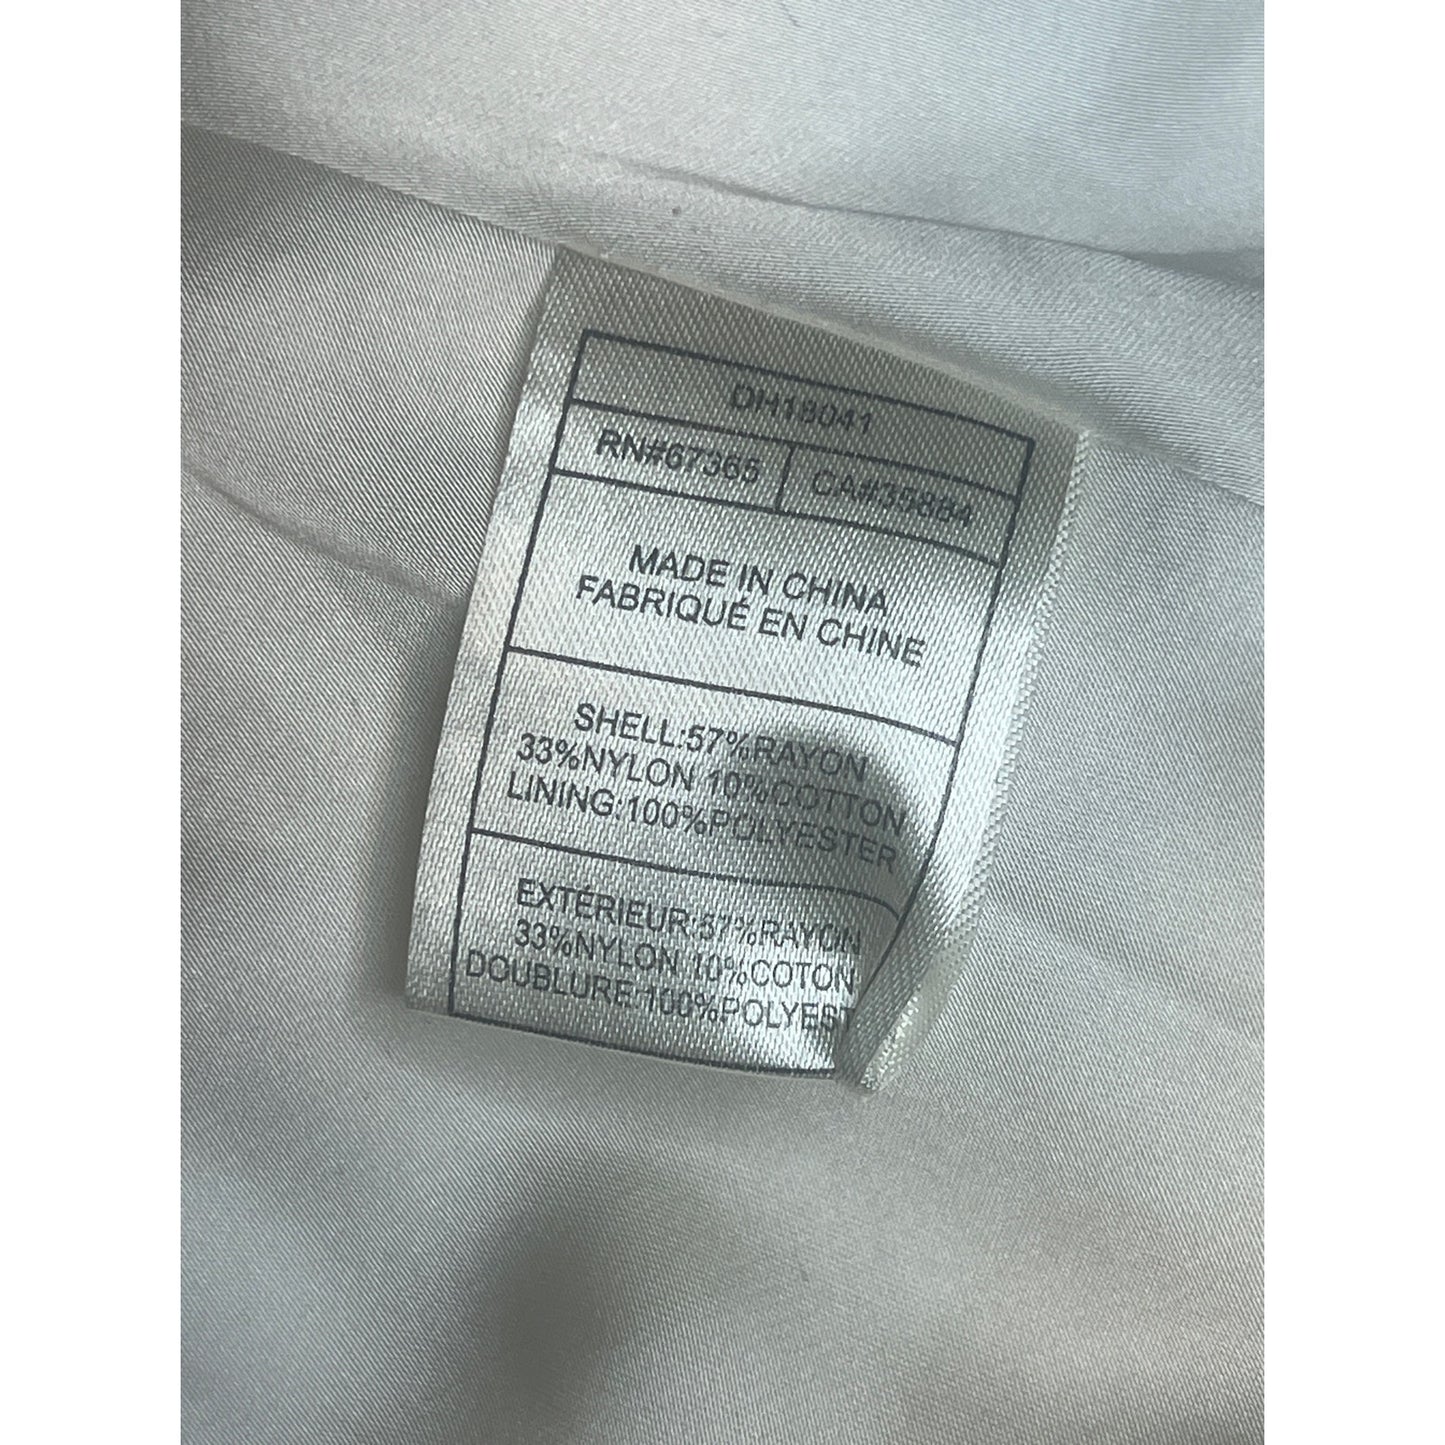 DH18041
RN#67365 CA#35884
MADE IN CHINA
FABRIQUÉ EN CHINE
SHELL:57%RAYON
33%NYLON 10%COTTON
LINING:100%POLYESTER
EXTÉRIEUR:57%RAYON
33%NYLON 10%COTON
DOUBLURE:100%POLYEST